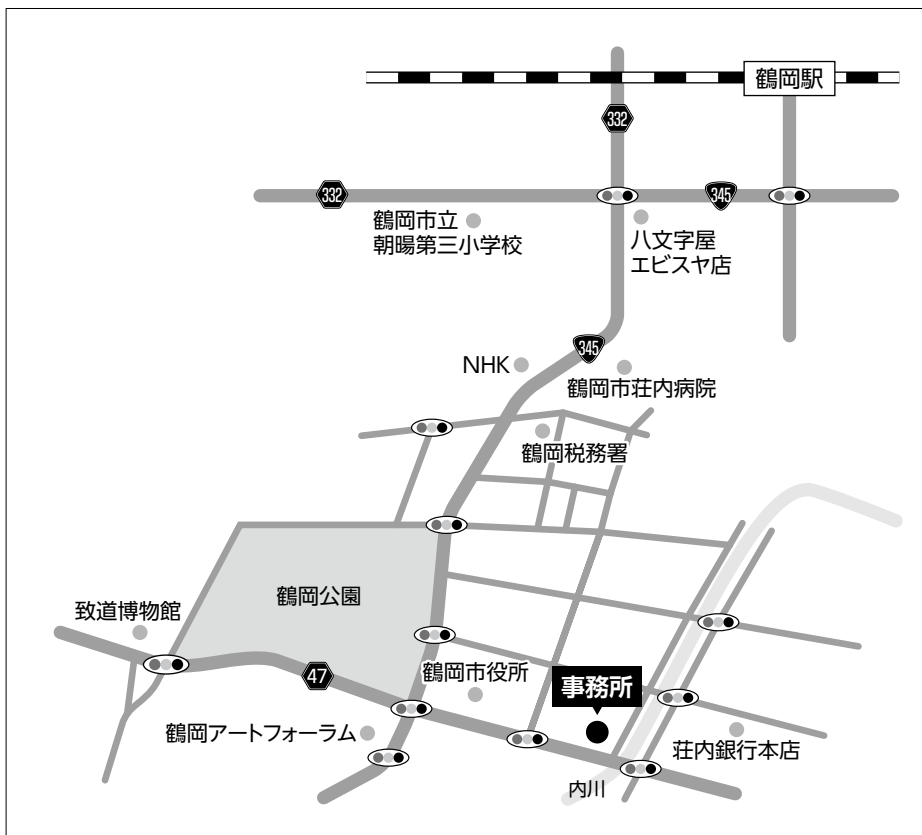 鶴岡駅
332
332
345
鶴岡市立
朝暘第三小学校
八文字屋
エビスヤ店
345
NHK
鶴岡市荘内病院
鶴岡税務署
鶴岡公園
致道博物館
47
鶴岡市役所
事務所
鶴岡アートフォーラム
荘内銀行本店
内川